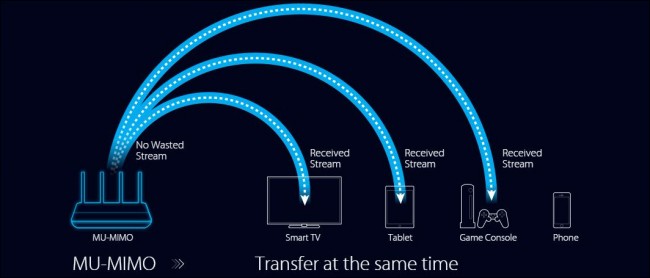 No Wasted
Stream
Received
Stream
Received
Stream
Received
Stream
MU-MIMO
Smart TV
Tablet
Game Console
Phone
MU-MIMO >> Transfer at the same time